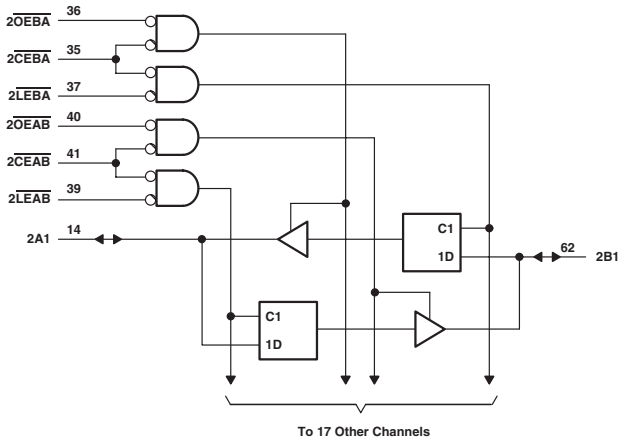 2OEBA 36
2CEBA 35
2LEBA 37
2OEAB 40
2CEAB 41
2LEAB 39
2A1 14
C1
1D
62 2B1
C1
1D
To 17 Other Channels